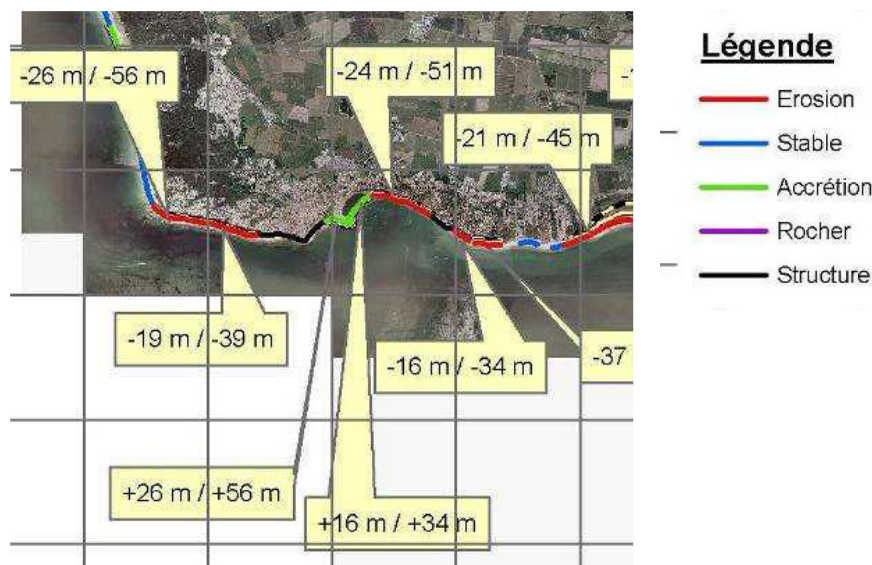 -26 m / -56 m
-24 m / -51 m
-21 m / -45 m
-19 m / -39 m
-16 m / -34 m
-37
+26 m / +56 m
+16 m / +34 m
Légende
Erosion
Stable
Accrétion
Rocher
Structure